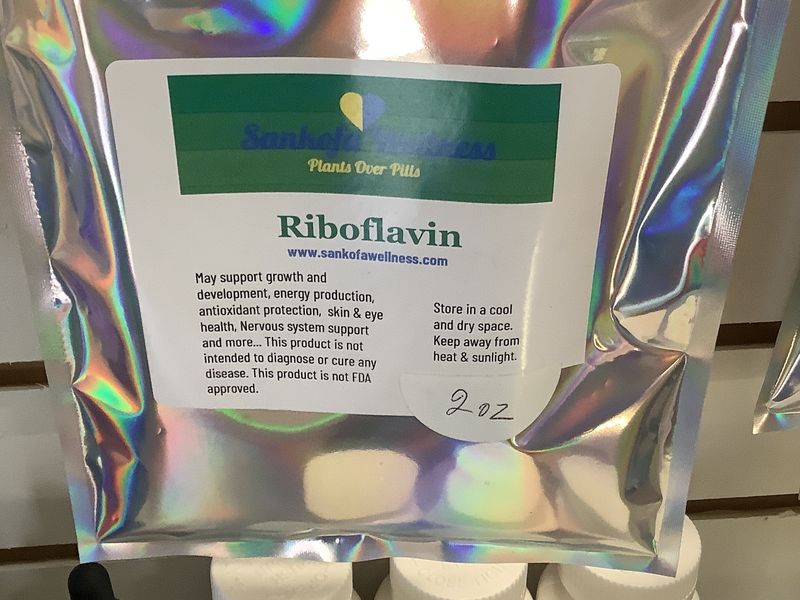 Sankofa Wellness
Plants Over Pills
Riboflavin
www.sankofawellness.com
May support growth and
development, energy production,
antioxidant protection, skin & eye
health, Nervous system support
and more... This product is not
intended to diagnose or cure any
disease. This product is not FDA
approved.
Store in a cool
and dry space.
Keep away from
heat & sunlight.
2 oz